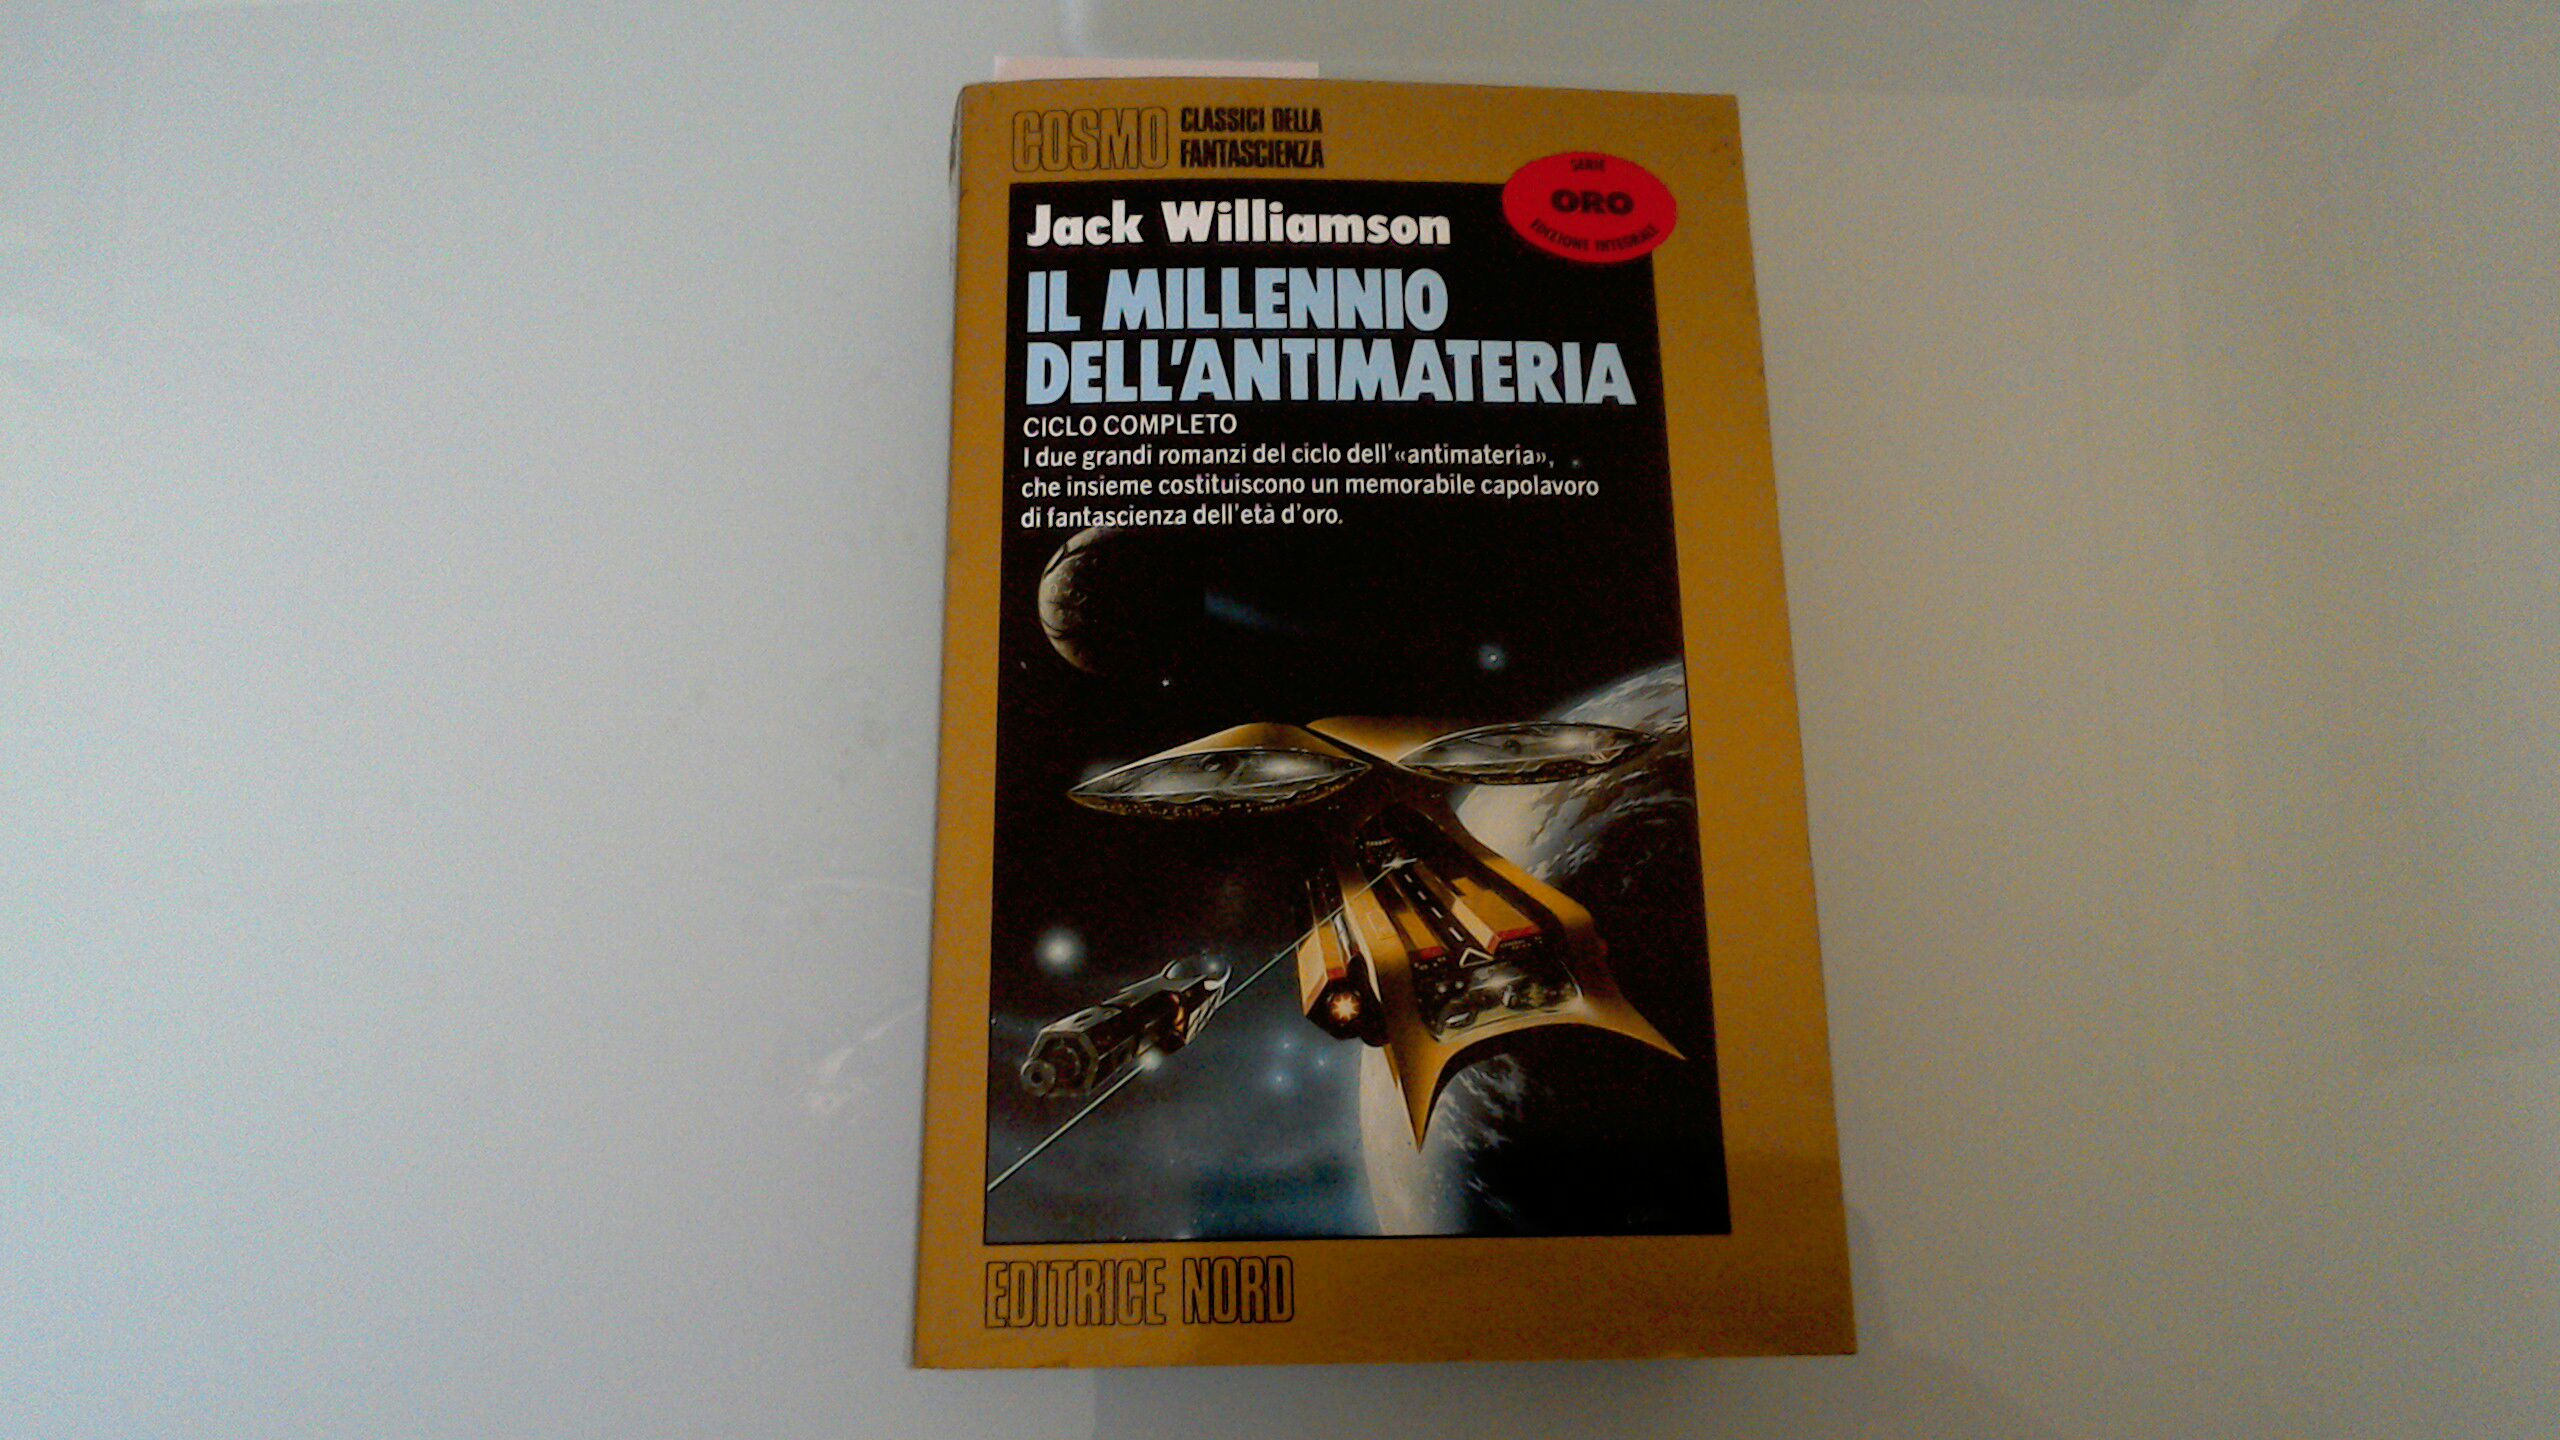 COSMO CLASSICI DELLA
FANTASCIENZA
SERIE
ORO
EDIZIONE INTEGRALE
Jack Williamson
IL MILLENNIO
DELL'ANTIMATERIA
CICLO COMPLETO
I due grandi romanzi del ciclo dell'«antimateria»,
che insieme costituiscono un memorabile capolavoro
di fantascienza dell'età d'oro.
EDITRICE NORD